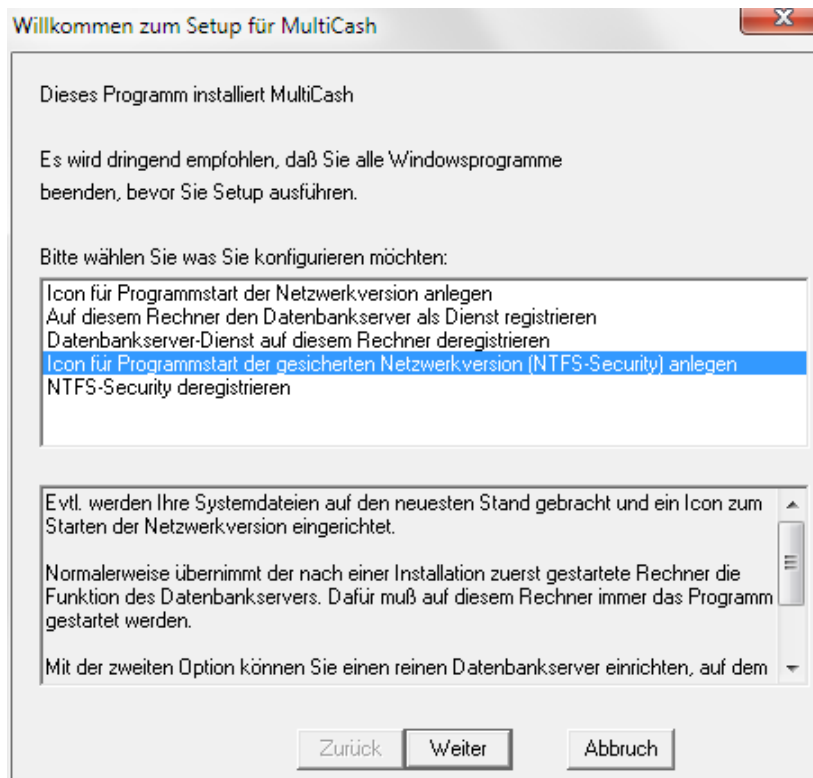 Willkommen zum Setup für MultiCash
Dieses Programm installiert MultiCash
Es wird dringend empfohlen, daß Sie alle Windowsprogramme
beenden, bevor Sie Setup ausführen.
Bitte wählen Sie was Sie konfigurieren möchten:
Icon für Programmstart der Netzwerkversion anlegen
Auf diesem Rechner den Datenbankserver als Dienst registrieren
Datenbankserver-Dienst auf diesem Rechner deregistrieren
Icon für Programmstart der gesicherten Netzwerkversion (NTFS-Security) anlegen
NTFS-Security deregistrieren
Evtl. werden Ihre Systemdateien auf den neuesten Stand gebracht und ein Icon zum
Starten der Netzwerkversion eingerichtet.
Normalerweise übernimmt der nach einer Installation zuerst gestartete Rechner die
Funktion des Datenbankservers. Dafür muß auf diesem Rechner immer das Programm
gestartet werden.
Mit der zweiten Option können Sie einen reinen Datenbankserver einrichten, auf dem
Zurück
Weiter
Abbruch